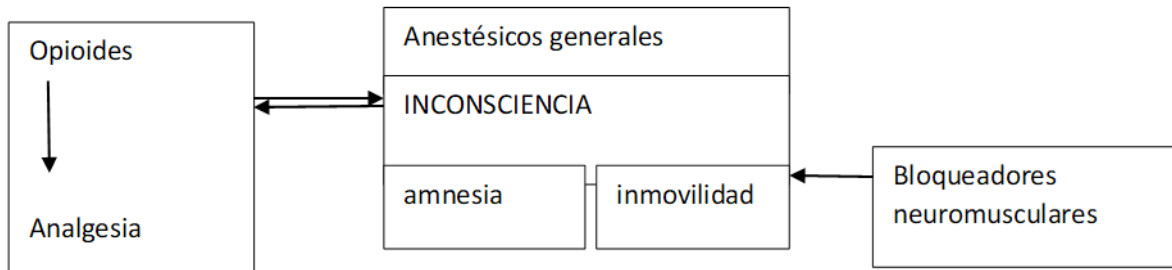 Opioides
Analgesia
Anestésicos generales
INCONSCIENCIA
amnesia
inmovilidad
Bloqueadores
neuromusculares